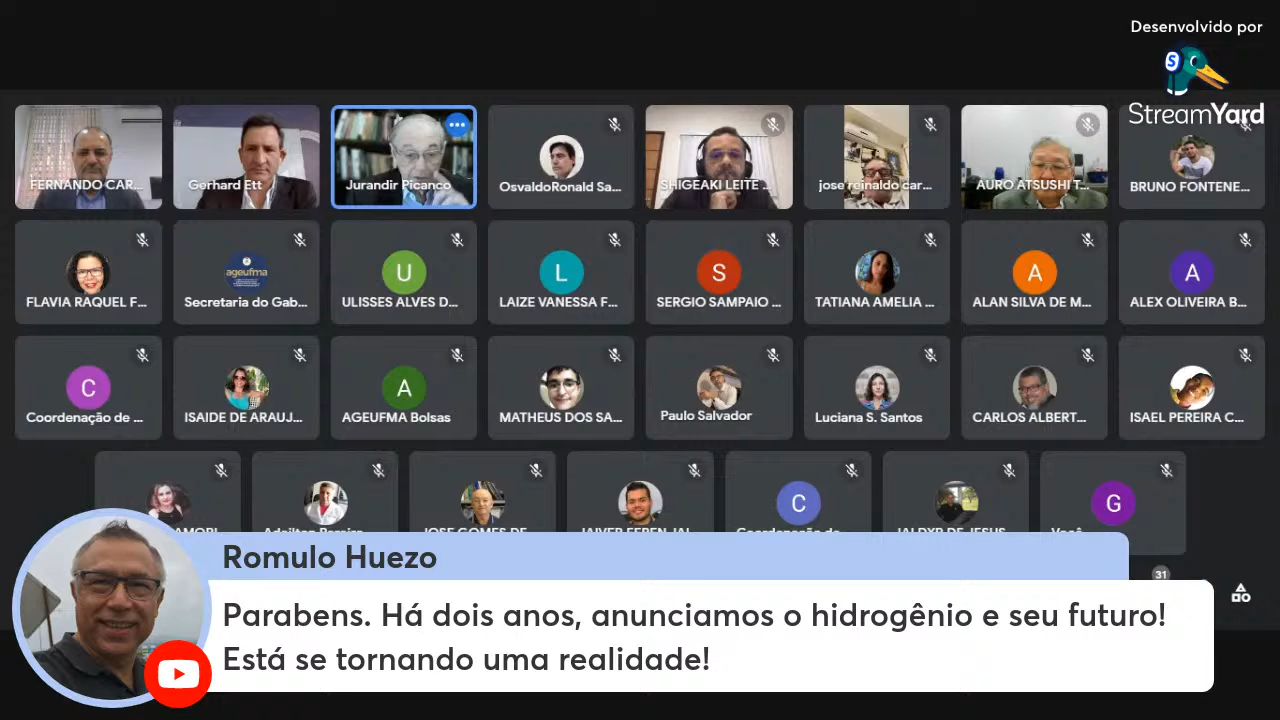 Desenvolvido por
StreamYard
FERNANDO CAR...
Gerhard Ett
Jurandir Picanco
OsvaldoRonald Sa...
SHIGEAKI LEITE ...
jose reinaldo car...
AURO ATSUSHI T...
BRUNO FONTENE...
FLAVIA RAQUEL F...
ageufma
Secretaria do Gab...
U
ULISSES ALVES D...
L
LAIZE VANESSA F...
S
SERGIO SAMPAIO ...
TATIANA AMELIA ...
A
ALAN SILVA DE M...
A
ALEX OLIVEIRA B...
C
Coordenação de ...
ISAIDE DE ARAUJ...
A
AGEUFMA Bolsas
MATHEUS DOS SA...
Paulo Salvador
Luciana S. Santos
CARLOS ALBERT...
ISAEL PEREIRA C...
C
G
31
Romulo Huezo
Parabens. Há dois anos, anunciamos o hidrogênio e seu futuro!
Está se tornando uma realidade!